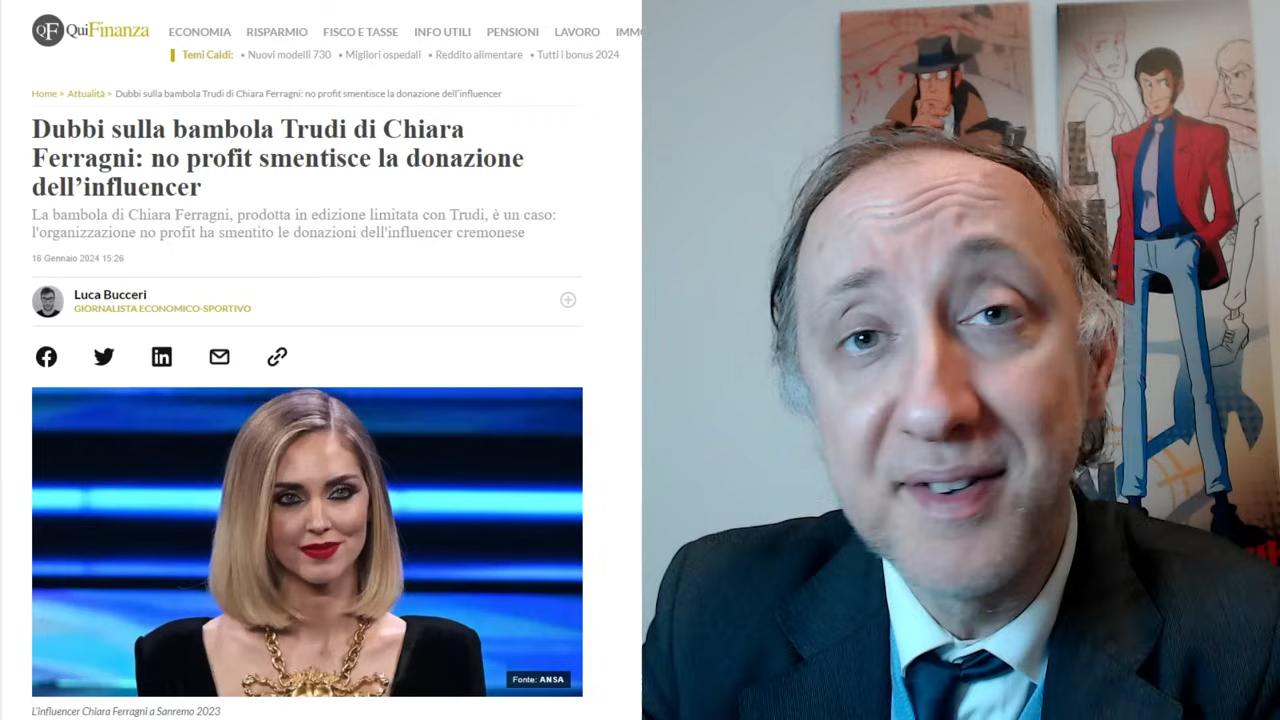 QF QuiFinanza
ECONOMIA RISPARMIO FISCO E TASSE INFO UTILI PENSIONI LAVORO
Temi Caldi: • Nuovi modelli 730 • Migliori ospedali • Reddito alimentare • Tutti i bonus 2024
Home > Attualità > Dubbi sulla bambola Trudi di Chiara Ferragni: no profit smentisce la donazione dell'influencer
Dubbi sulla bambola Trudi di Chiara
Ferragni: no profit smentisce la donazione
dell'influencer
La bambola di Chiara Ferragni, prodotta in edizione limitata con Trudi, è un caso:
l'organizzazione no profit ha smentito le donazioni dell'influencer cremonese
16 Gennaio 2024 15:26
Luca Bucceri
GIORNALISTA ECONOMICO-SPORTIVO
Fonte: ANSA
L'influencer Chiara Ferragni a Sanremo 2023